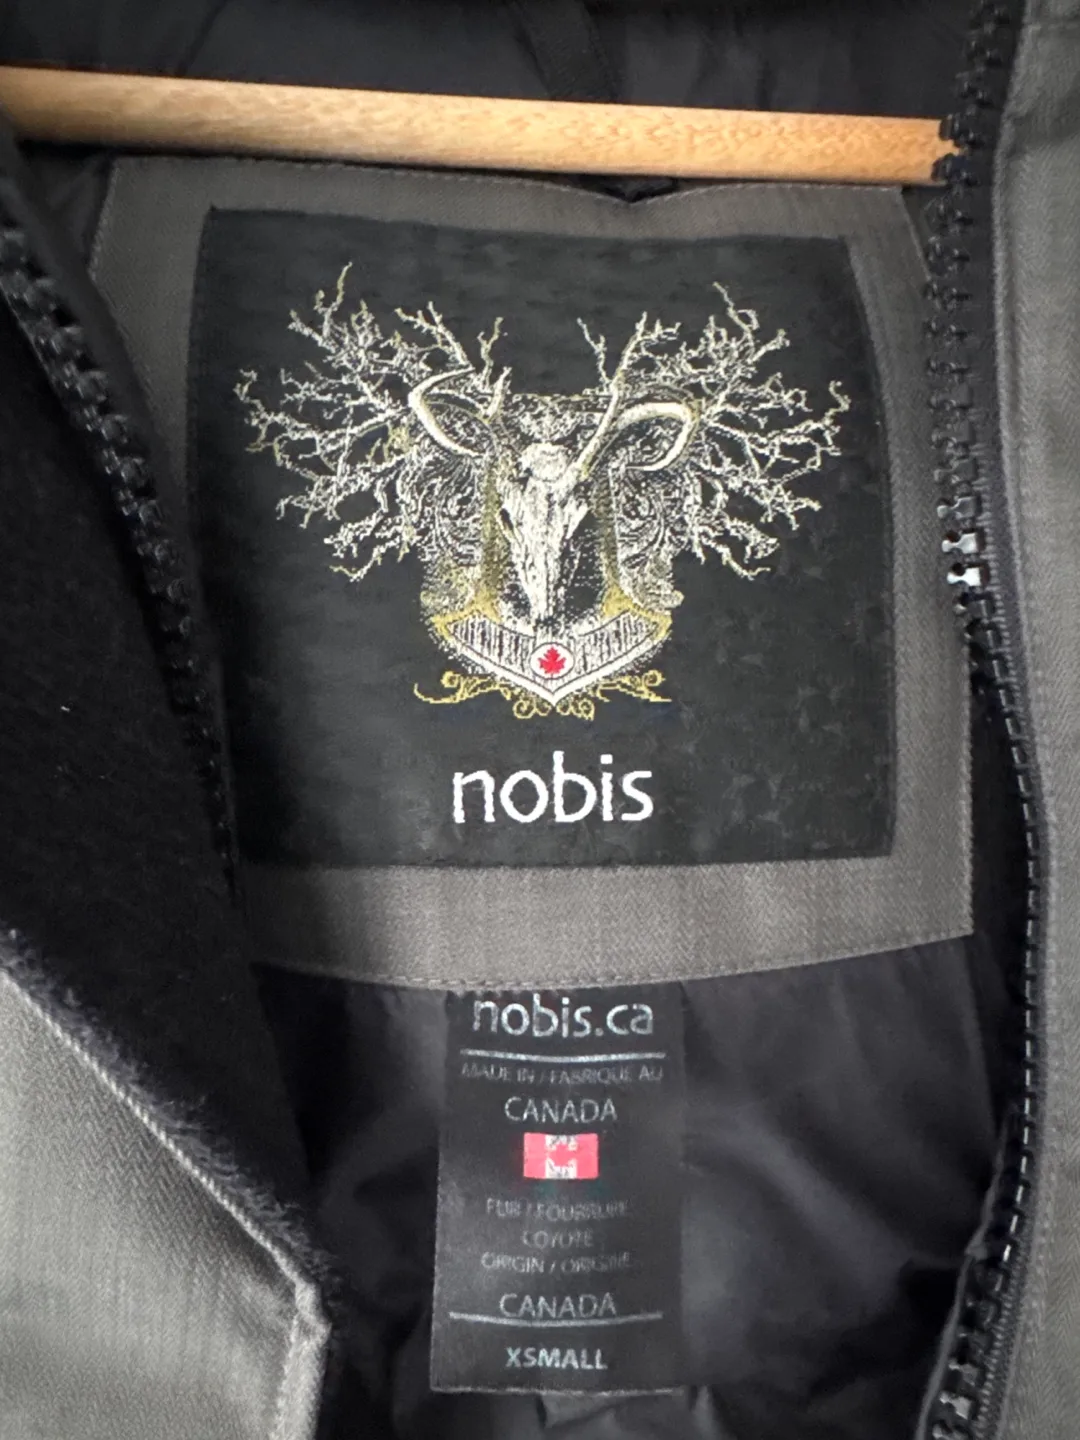 nobis
nobis.ca
MADE IN / FABRIQUE AU
CANADA
FUR / FOURRURE
COYOTE
ORIGIN / ORIGINE
CANADA
XSMALL